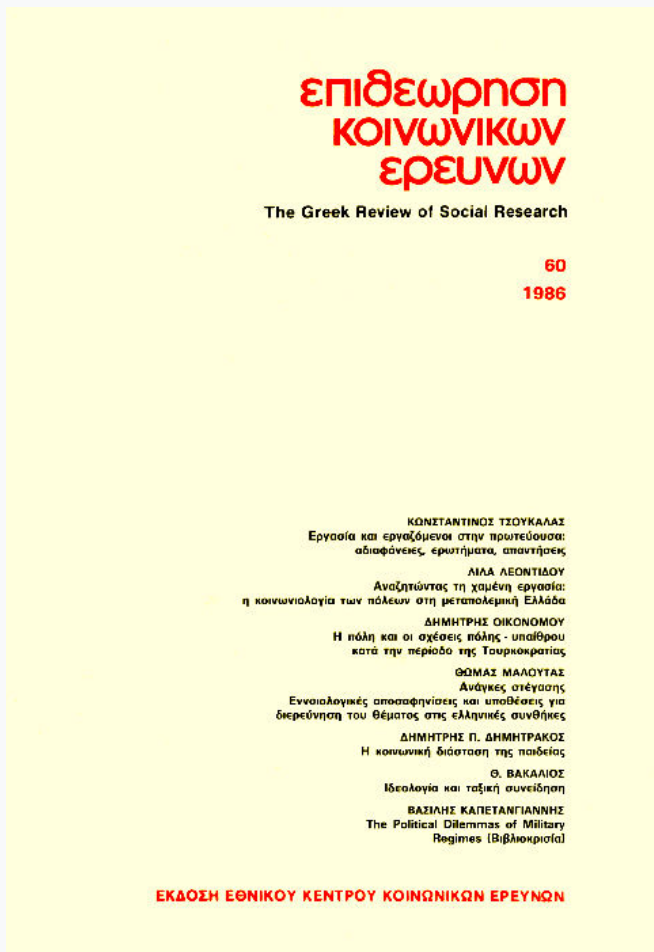 επιθεωρηση
κοινωνικων
ερευνων
The Greek Review of Social Research
60
1986
ΚΩΝΣΤΑΝΤΙΝΟΣ ΤΣΟΥΚΑΛΑΣ
Εργασία και εργαζόμενοι στην πρωτεύουσα:
αδιαφάνειες, ερωτήματα, απαντήσεις
ΛΙΛΑ ΛΕΟΝΤΙΔΟΥ
Αναζητώντας τη χαμένη εργασία:
η κοινωνιολογία των πόλεων στη μεταπολεμική Ελλάδα
ΔΗΜΗΤΡΗΣ ΟΙΚΟΝΟΜΟΥ
Η πόλη και οι σχέσεις πόλης - υπαίθρου
κατά την περίοδο της Τουρκοκρατίας
ΘΩΜΑΣ ΜΑΛΟΥΤΑΣ
Ανάγκες στέγασης
Εννοιολογικές αποσαφηνίσεις και υποθέσεις για
διερεύνηση του θέματος στις ελληνικές συνθήκες
ΔΗΜΗΤΡΗΣ Π. ΔΗΜΗΤΡΑΚΟΣ
Η κοινωνική διάσταση της παιδείας
Θ. ΒΑΚΑΛΙΟΣ
Ιδεολογία και ταξική συνείδηση
ΒΑΣΙΛΗΣ ΚΑΠΕΤΑΝΓΙΑΝΝΗΣ
The Political Dilemmas of Military
Regimes [Βιβλιοκρισία]
ΕΚΔΟΣΗ ΕΘΝΙΚΟΥ ΚΕΝΤΡΟΥ ΚΟΙΝΩΝΙΚΩΝ ΕΡΕΥΝΩΝ